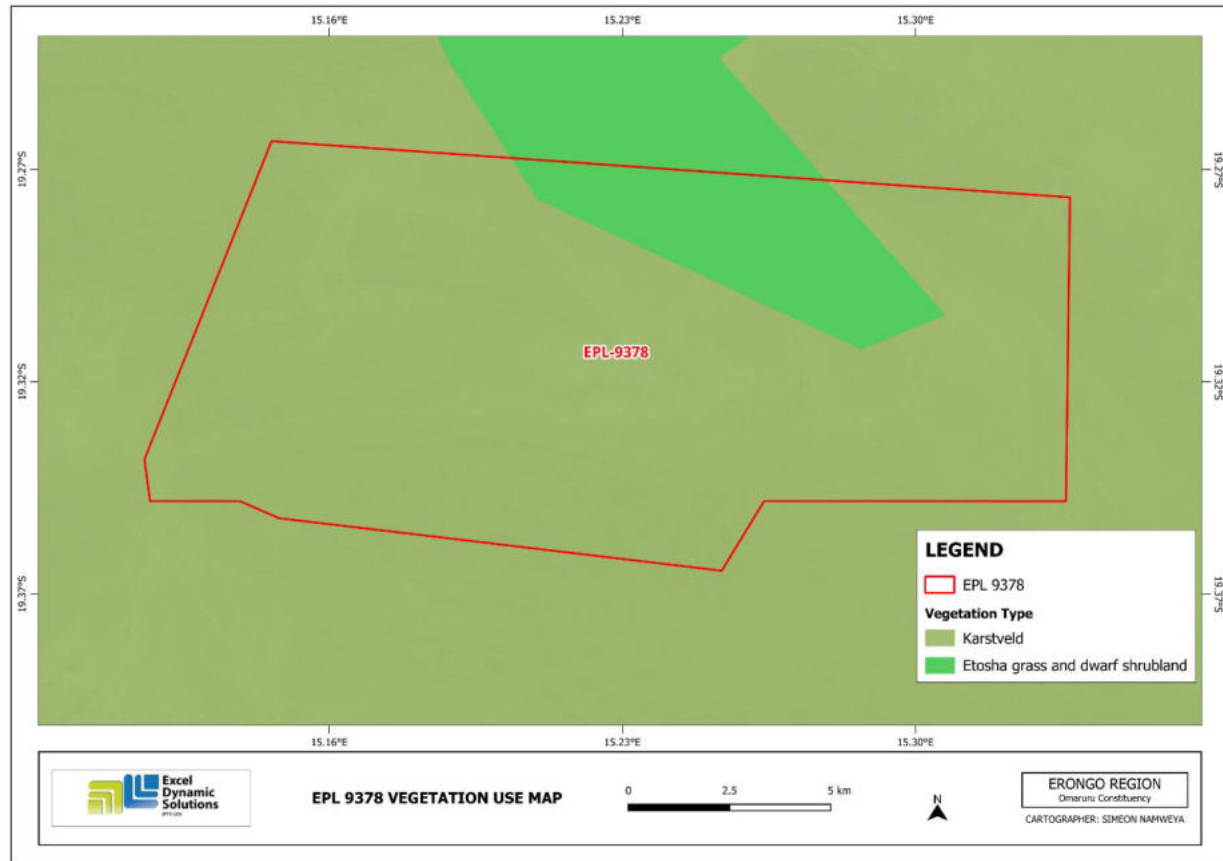 15.16°E
15.23°E
15.30°E
19.27°S
19.27°S
19.32°S
19.32°S
19.37°S
19.37°S
EPL-9378
LEGEND
EPL 9378
Vegetation Type
Karstveld
Etosha grass and dwarf shrubland
15.16°E
15.23°E
15.30°E
Excel
Dynamic
Solutions
(PTY) LTD
EPL 9378 VEGETATION USE MAP
0
2.5
5 km
N
ERONGO REGION
Omaruru Constituency
CARTOGRAPHER: SIMEON NAMWEYA